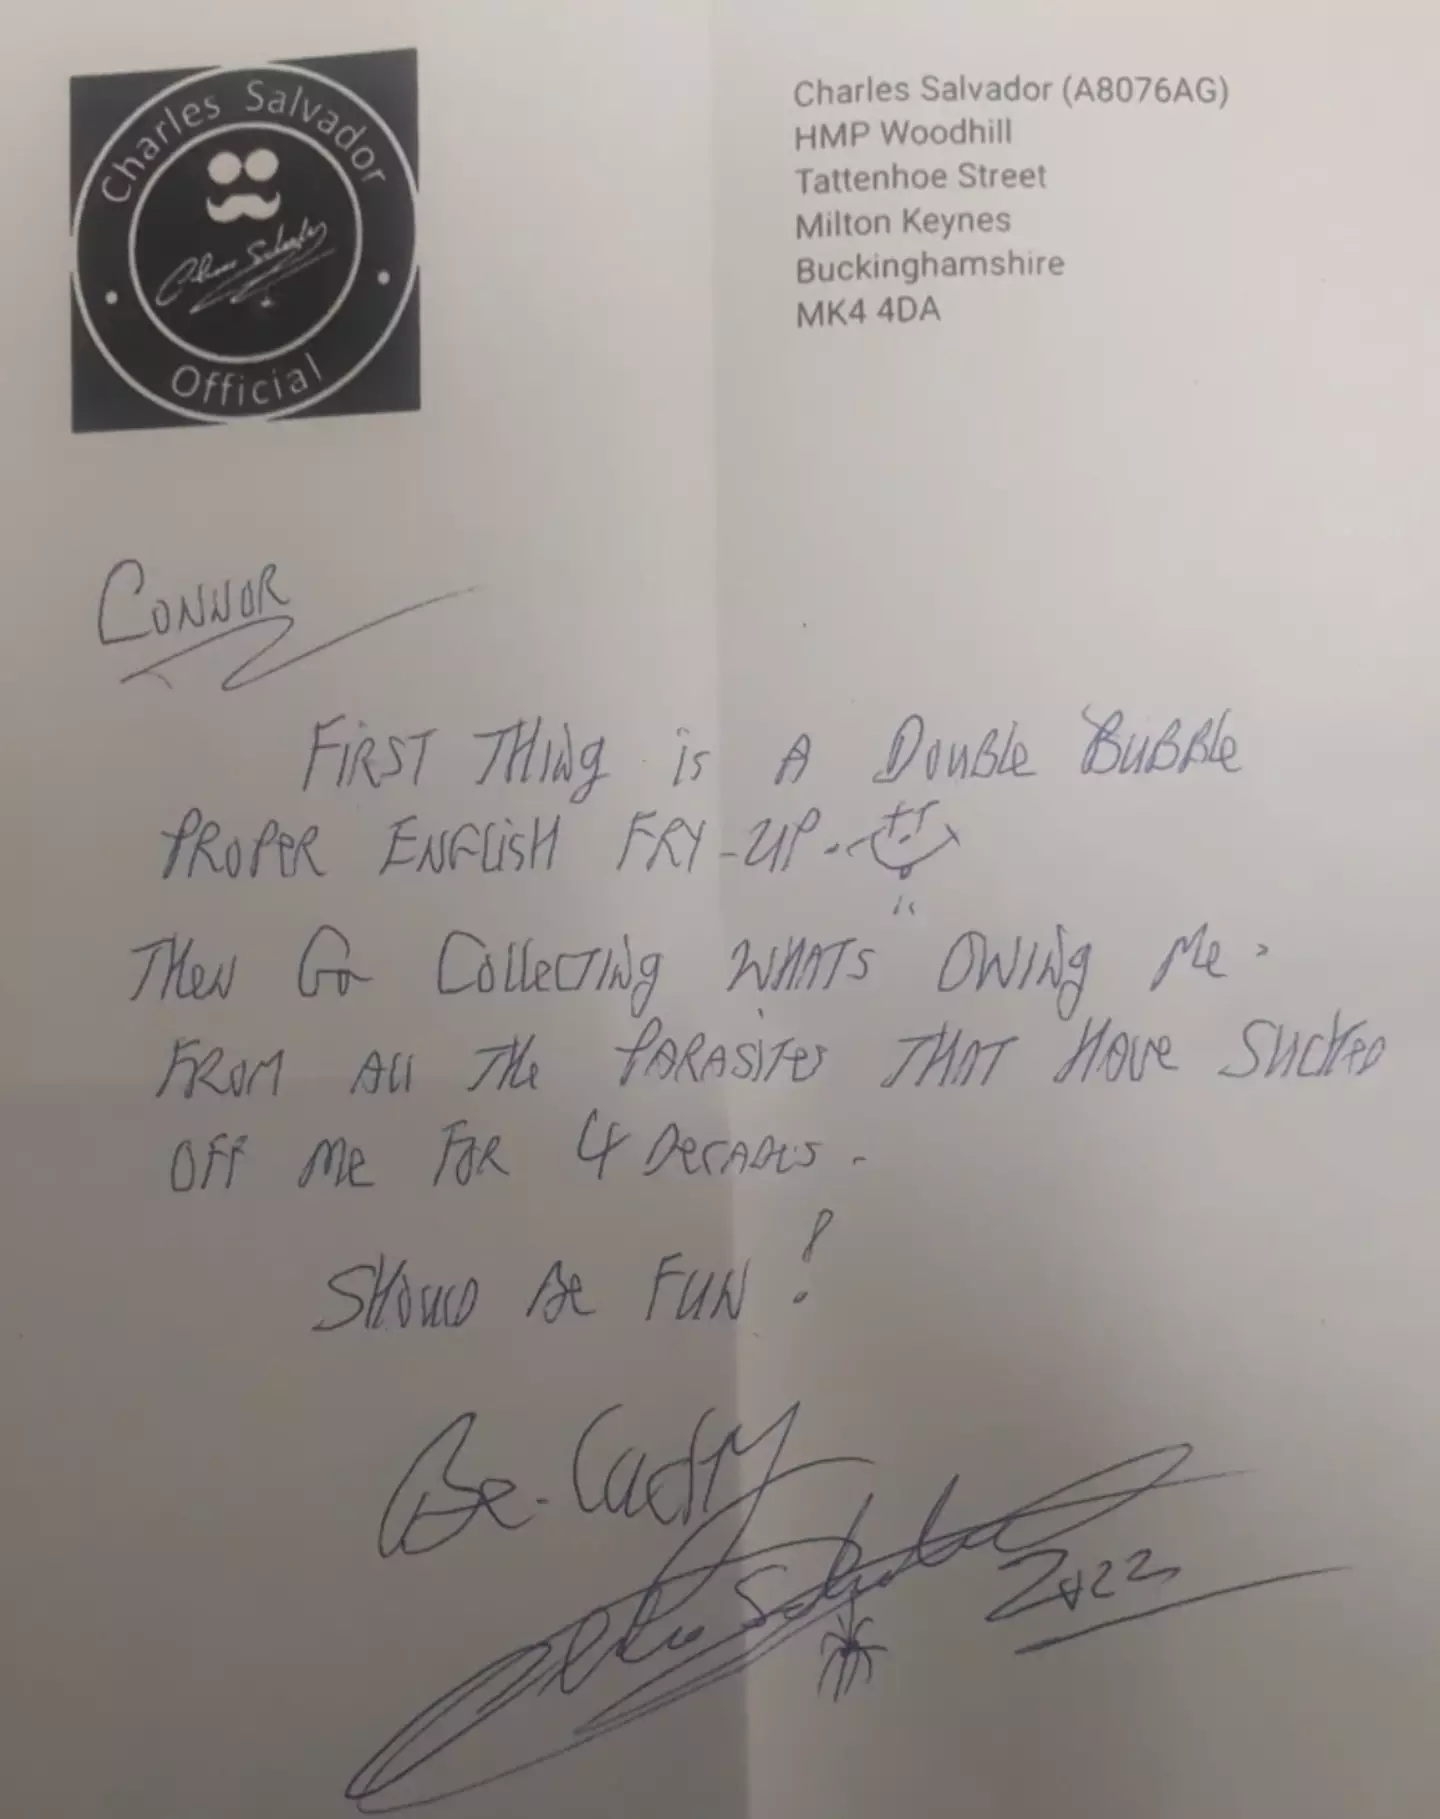 Charles Salvador
Official
Charles Salvador (A8076AG)
HMP Woodhill
Tattenhoe Street
Milton Keynes
Buckinghamshire
MK4 4DA
CONNOR
FIRST THING is A DOUBLE BUBBLE
PROPER ENGLiSH FRY-UP.
THEN GO COLLECTING WHATS OWING ME.
FROM ALL THE PARASITES THAT HAVE SUCKED
OFF ME FOR 4 DECADES.
SHOULD BE FUN!
Be.
Salvador
2022